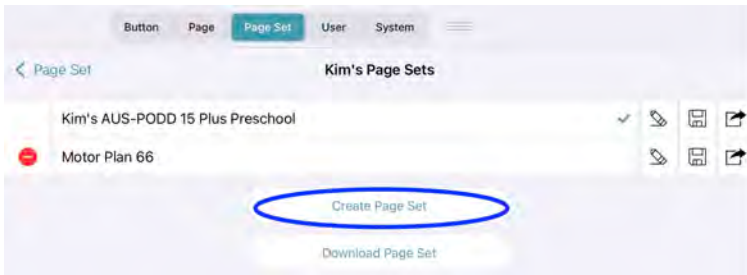 Button Page Page Set User System
Page Set Kim's Page Sets
Kim's AUS-PODD 15 Plus Preschool
Motor Plan 66
Create Page Set
Download Page Set